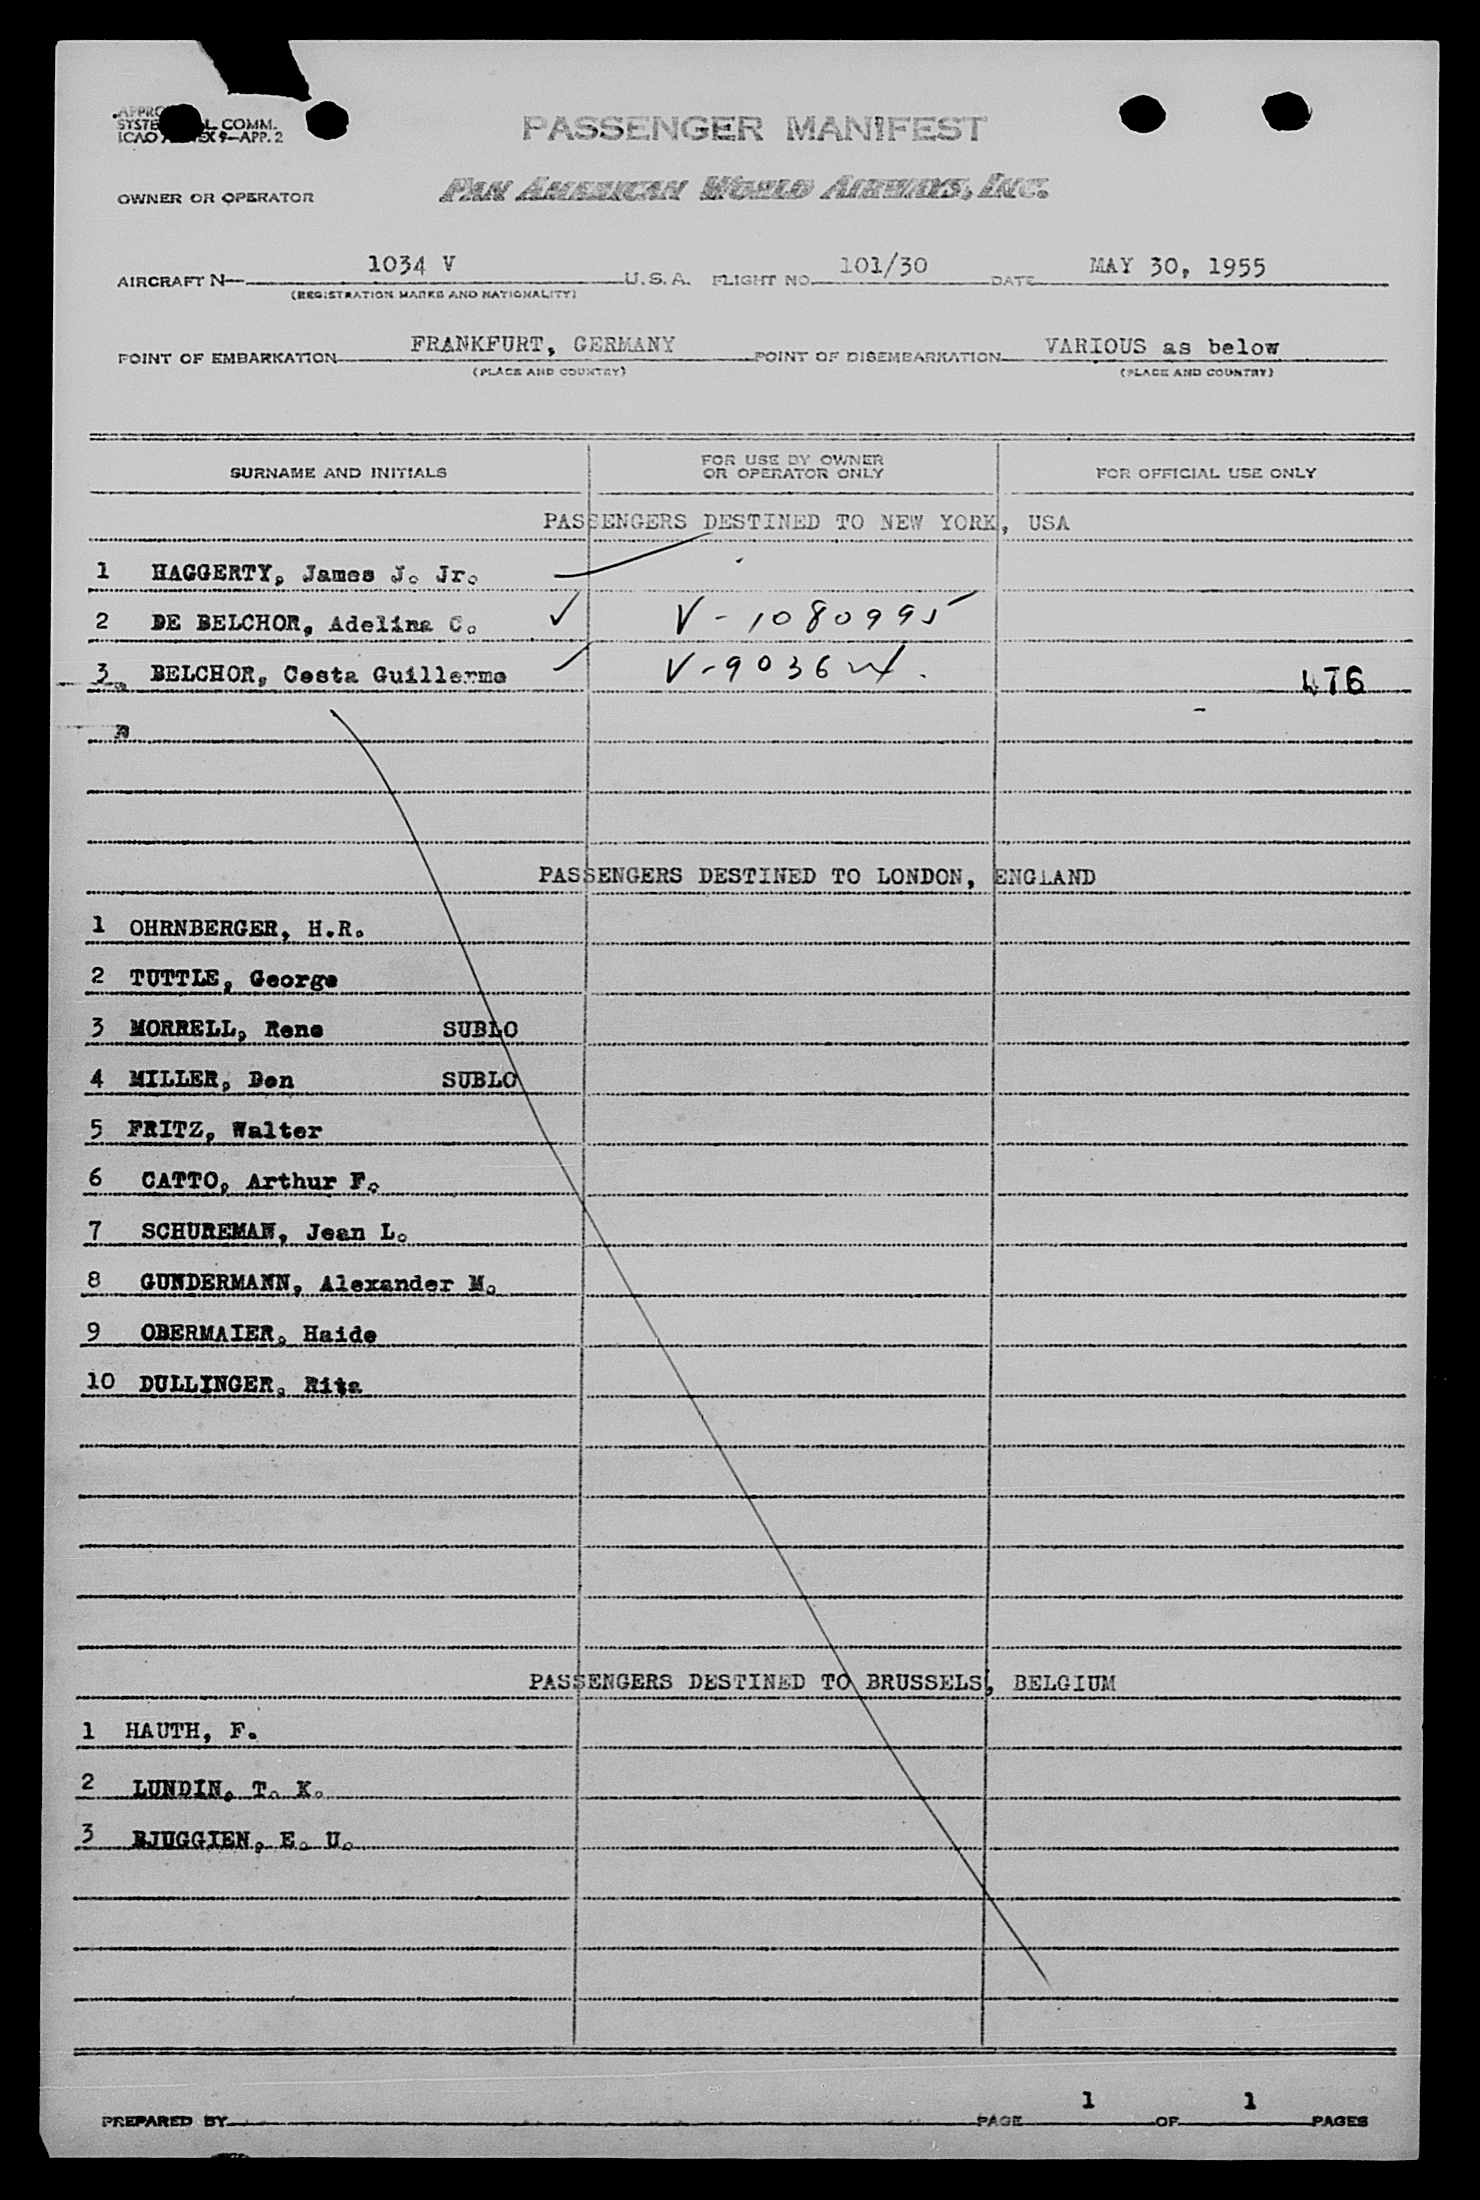 PASSENGER MANIFEST
L. COMM.
ICAO 9—APP. 2
OWNER OR OPERATOR PAN AMERICAN WORLD AIRWAYS, INC.
AIRCRAFT N— 1034 V U.S.A. FLIGHT NO. 101/30 DATE MAY 30, 1955
(REGISTRATION MARKS AND NATIONALITY)
POINT OF EMBARKATION FRANKFURT, GERMANY POINT OF DISEMBARKATION VARIOUS as below
(PLACE AND COUNTRY) (PLACE AND COUNTRY)
SURNAME AND INITIALS FOR USE BY OWNER OR OPERATOR ONLY FOR OFFICIAL USE ONLY
PASSENGERS DESTINED TO NEW YORK, USA
1 HAGGERTY, James J. Jr.
2 DE BELCHOR, Adelina C. V-1080995
3 BELCHOR, Costa Guillermo 476
PASSENGERS DESTINED TO LONDON, ENGLAND
1 OHRNBERGER, H.R.
2 TUTTLE, George
3 MORRELL, Rene SUBLO
4 MILLER, Don SUBLO
5 FRITZ, Walter
6 CATTO, Arthur F.
7 SCHUREMAN, Jean L.
8 GUNDERMANN, Alexander M.
9 OBERMAIER, Haide
10 DULLINGER, Rita
PASSENGERS DESTINED TO BRUSSELS, BELGIUM
1 HAUTH, F.
2 LUNDIN, T. K.
3 BJUGGIEN, E. U.
PREPARED BY PAGE 1 OF 1 PAGES